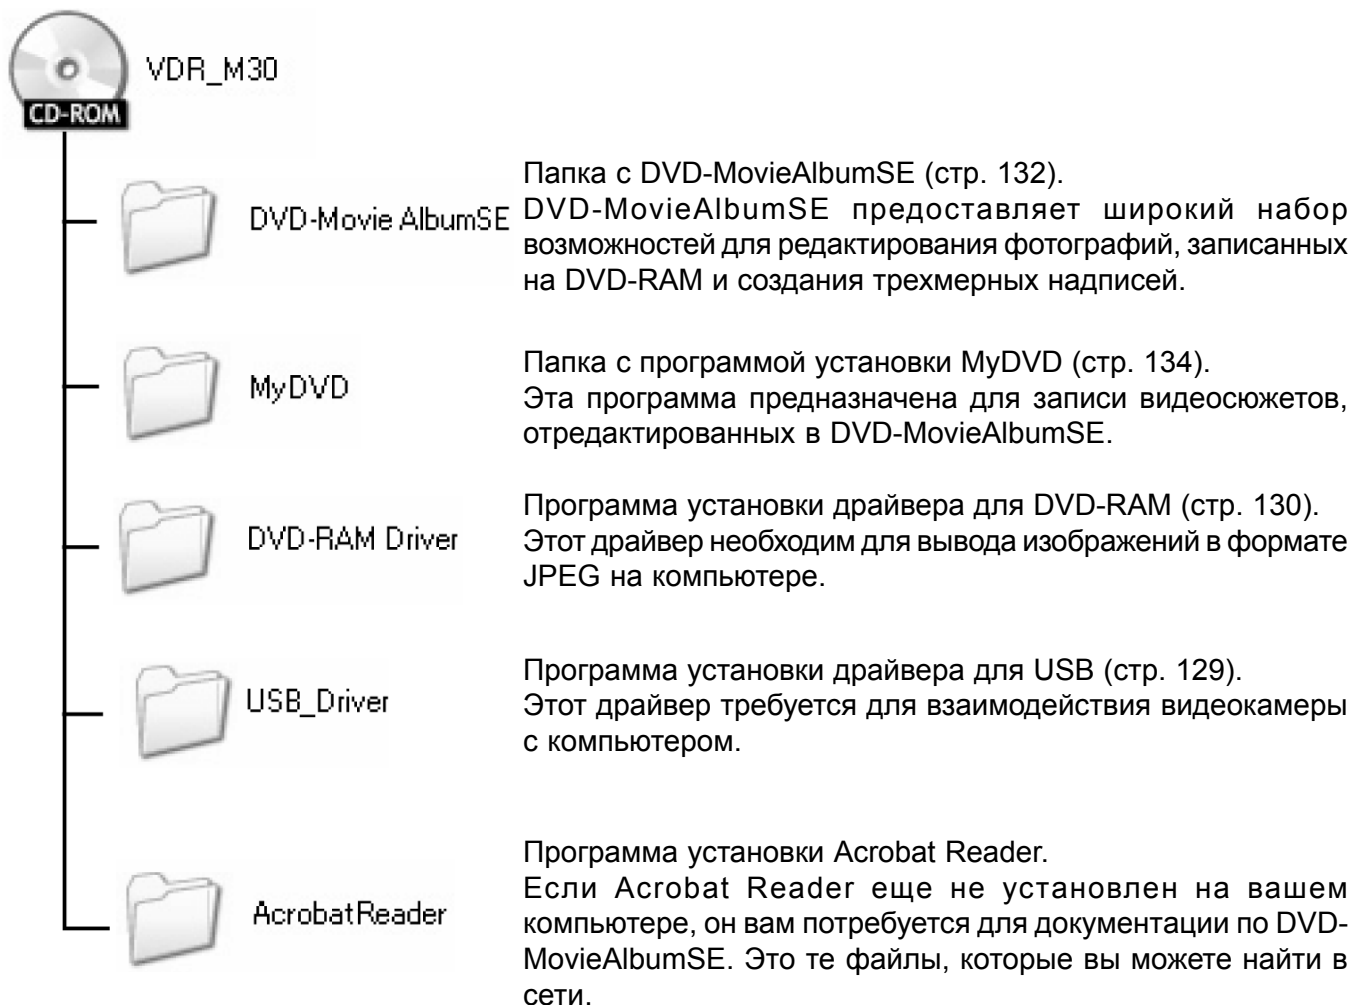 VDR_M30
CD-ROM
DVD-Movie AlbumSE
Папка с DVD-MovieAlbumSE (стр. 132).
DVD-MovieAlbumSE предоставляет широкий набор
возможностей для редактирования фотографий, записанных
на DVD-RAM и создания трехмерных надписей.
MyDVD
Папка с программой установки MyDVD (стр. 134).
Эта программа предназначена для записи видеосюжетов,
отредактированных в DVD-MovieAlbumSE.
DVD-RAM Driver
Программа установки драйвера для DVD-RAM (стр. 130).
Этот драйвер необходим для вывода изображений в формате
JPEG на компьютере.
USB_Driver
Программа установки драйвера для USB (стр. 129).
Этот драйвер требуется для взаимодействия видеокамеры
с компьютером.
AcrobatReader
Программа установки Acrobat Reader.
Если Acrobat Reader еще не установлен на вашем
компьютере, он вам потребуется для документации по DVD-
MovieAlbumSE. Это те файлы, которые вы можете найти в
сети.